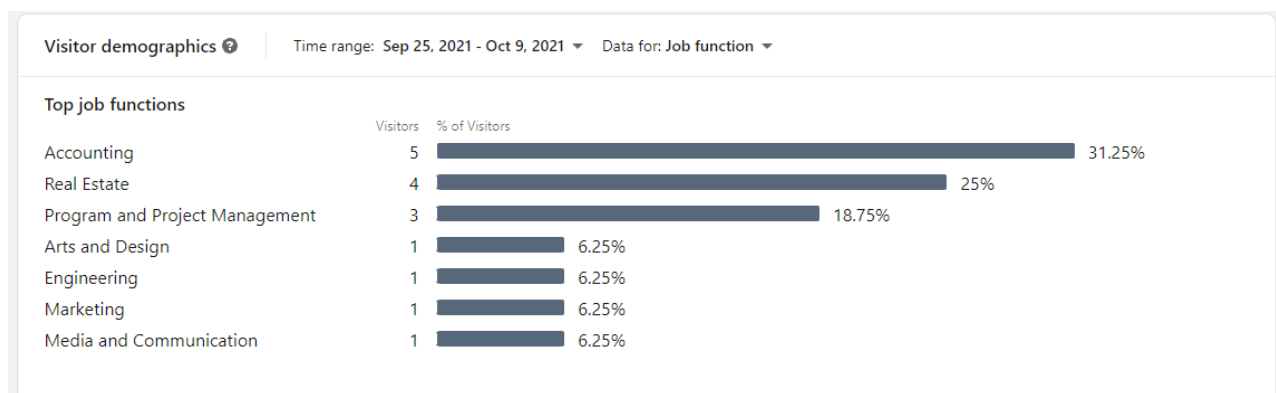 Visitor demographics ? Time range: Sep 25, 2021 - Oct 9, 2021 Data for: Job function
Top job functions
Visitors % of Visitors
Accounting 5 31.25%
Real Estate 4 25%
Program and Project Management 3 18.75%
Arts and Design 1 6.25%
Engineering 1 6.25%
Marketing 1 6.25%
Media and Communication 1 6.25%